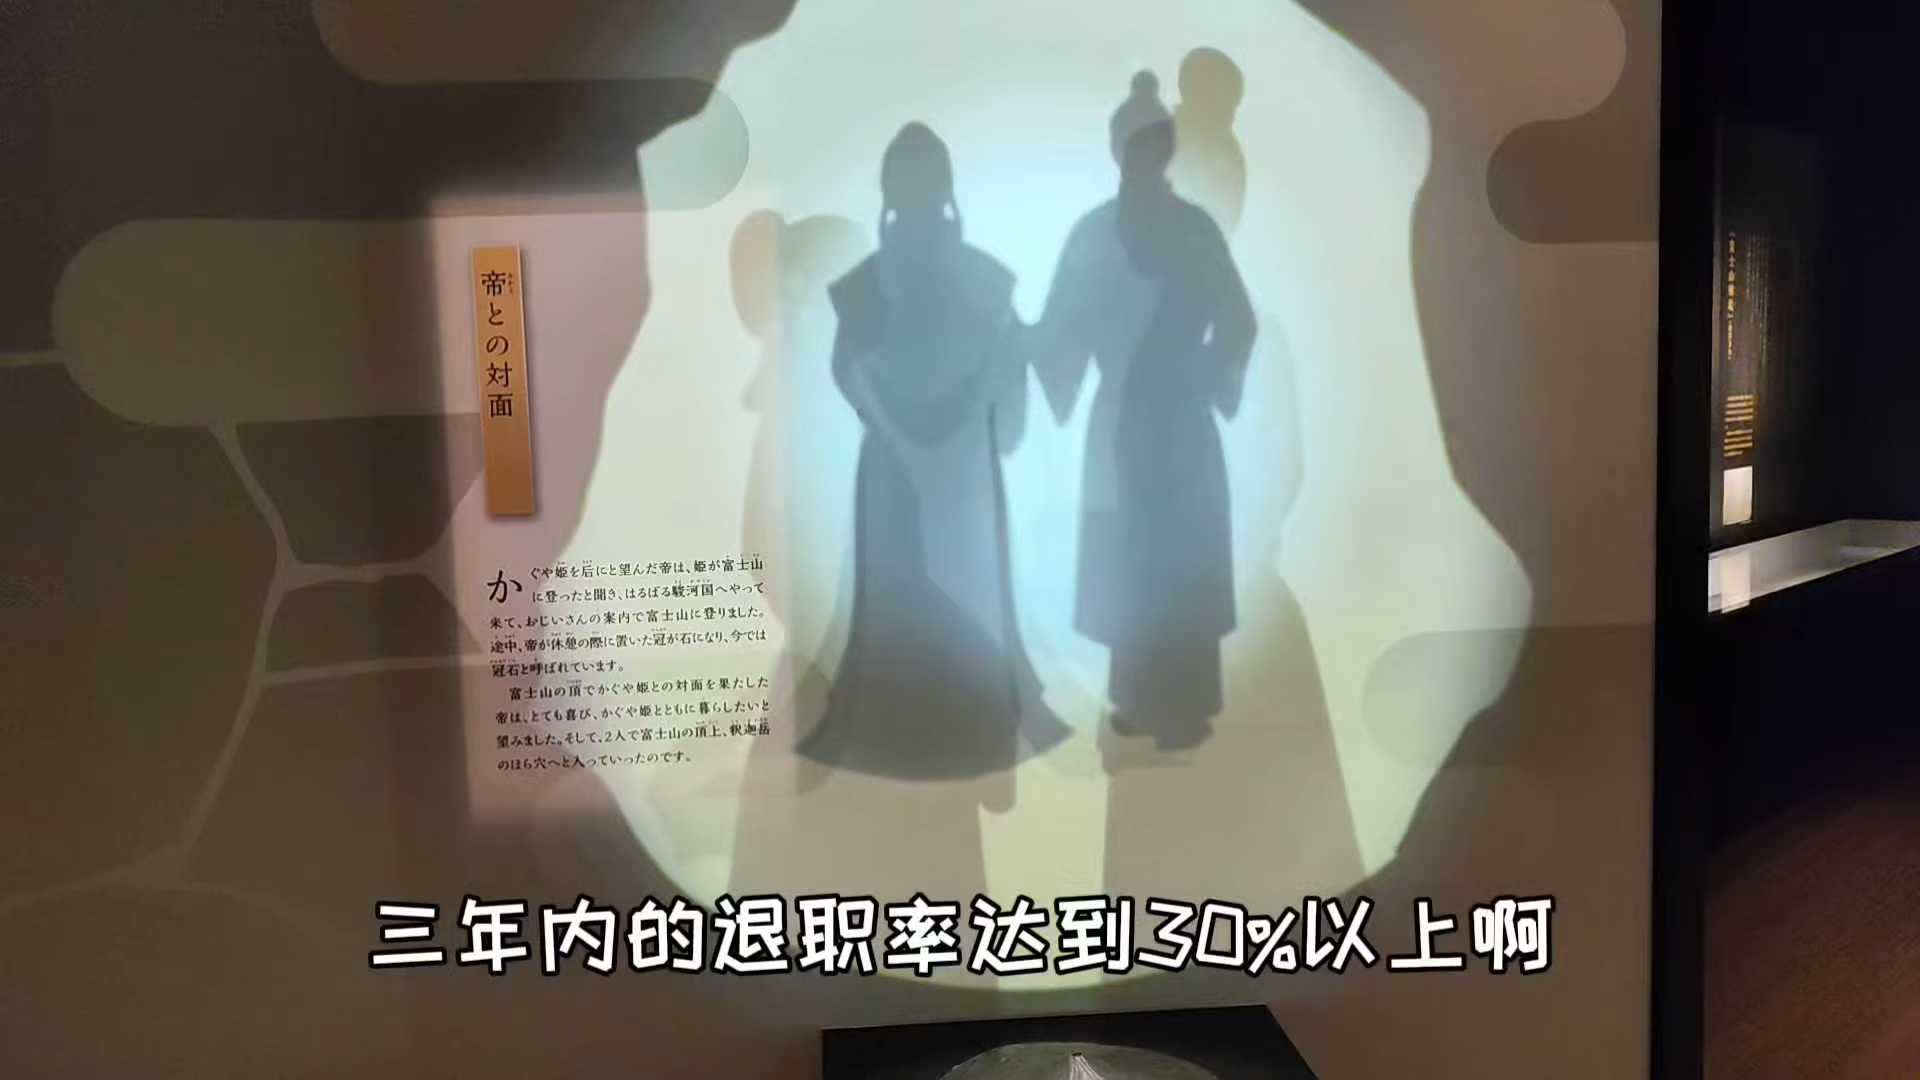 帝との対面
かぐや姫を后にと望んだ帝は、姫が富士山
に登ったと聞き、はるばる駿河国へやって
来て、おじいさんの案内で富士山に登りました。
途中、帝が休憩の際に置いた冠が石になり、今では
冠石と呼ばれています。
富士山の頂でかぐや姫との対面を果たした
帝は、とても喜び、かぐや姫とともに暮らしたいと
望みました。そして、2人で富士山の頂上、釈迦岳
のほら穴へと入っていったのです。
三年内的退职率达到30%以上啊